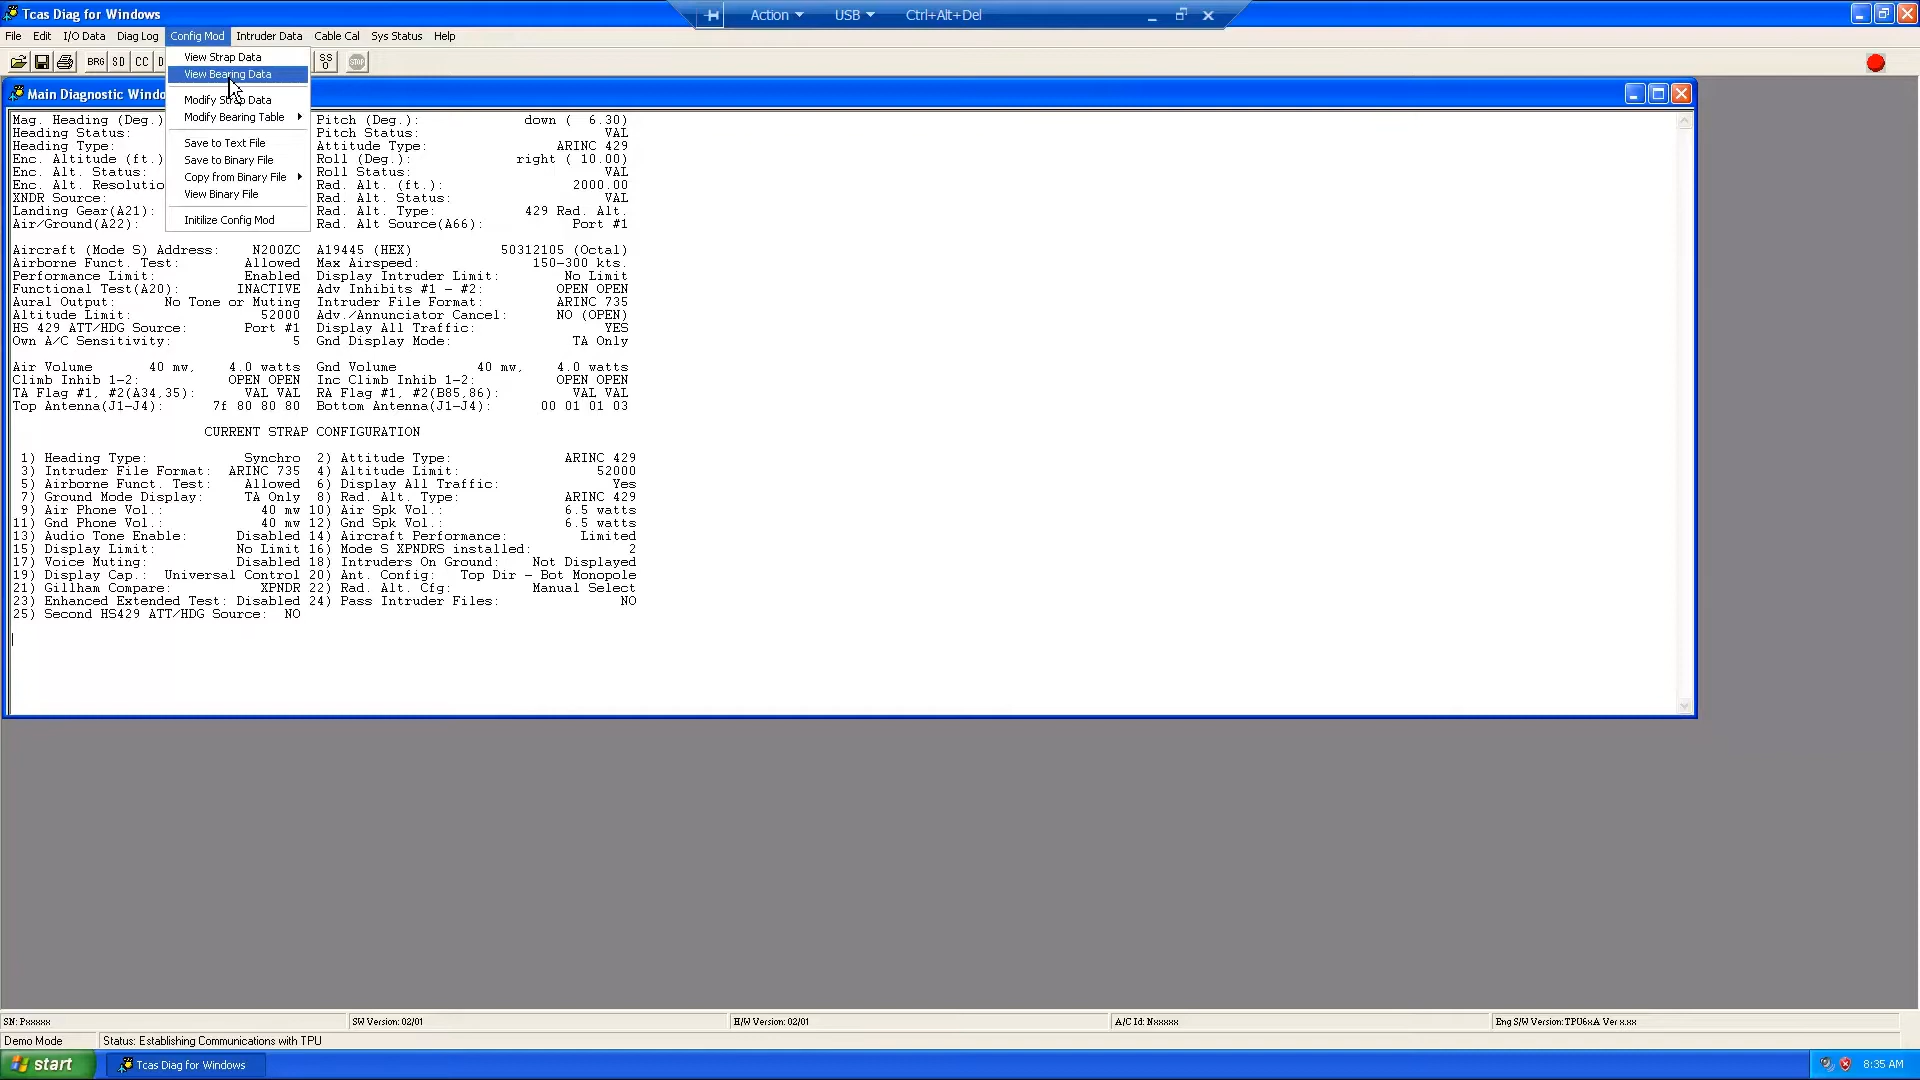 Tcas Diag for Windows
Action USB Ctrl+Alt+Del
File Edit I/O Data Diag Log Config Mod Intruder Data Cable Cal Sys Status Help
BRG SD CC D SS O STOP
View Strap Data
View Bearing Data
Modify Strap Data
Modify Bearing Table
Save to Text File
Save to Binary File
Copy from Binary File
View Binary File
Initilize Config Mod
Main Diagnostic Windo
Mag. Heading (Deg.) Pitch (Deg.): down ( 6.30)
Heading Status: Pitch Status: VAL
Heading Type: Attitude Type: ARINC 429
Enc. Altitude (ft.) Roll (Deg.): right ( 10.00)
Enc. Alt. Status: Roll Status: VAL
Enc. Alt. Resolutio Rad. Alt. (ft.): 2000.00
XNDR Source: Rad. Alt. Status: VAL
Landing Gear(A21): Rad. Alt. Type: 429 Rad. Alt.
Air/Ground(A22): Rad. Alt Source(A66): Port #1
Aircraft (Mode S) Address: N200ZC A19445 (HEX) 50312105 (Octal)
Airborne Funct. Test: Allowed Max Airspeed: 150-300 kts.
Performance Limit: Enabled Display Intruder Limit: No Limit
Functional Test(A20): INACTIVE Adv Inhibits #1 - #2: OPEN OPEN
Aural Output: No Tone or Muting Intruder File Format: ARINC 735
Altitude Limit: 52000 Adv./Annunciator Cancel: NO (OPEN)
HS 429 ATT/HDG Source: Port #1 Display All Traffic: YES
Own A/C Sensitivity: 5 Gnd Display Mode: TA Only
Air Volume 40 mw, 4.0 watts Gnd Volume 40 mw, 4.0 watts
Climb Inhib 1-2: OPEN OPEN Inc Climb Inhib 1-2: OPEN OPEN
TA Flag #1, #2(A34,35): VAL VAL RA Flag #1, #2(B85,86): VAL VAL
Top Antenna(J1-J4): 7f 80 80 80 Bottom Antenna(J1-J4): 00 01 01 03
CURRENT STRAP CONFIGURATION
1) Heading Type: Synchro 2) Attitude Type: ARINC 429
3) Intruder File Format: ARINC 735 4) Altitude Limit: 52000
5) Airborne Funct. Test: Allowed 6) Display All Traffic: Yes
7) Ground Mode Display: TA Only 8) Rad. Alt. Type: ARINC 429
9) Air Phone Vol.: 40 mw 10) Air Spk Vol.: 6.5 watts
11) Gnd Phone Vol.: 40 mw 12) Gnd Spk Vol.: 6.5 watts
13) Audio Tone Enable: Disabled 14) Aircraft Performance: Limited
15) Display Limit: No Limit 16) Mode S XPNDRS installed: 2
17) Voice Muting: Disabled 18) Intruders On Ground: Not Displayed
19) Display Cap.: Universal Control 20) Ant. Config: Top Dir - Bot Monopole
21) Gillham Compare: XPNDR 22) Rad. Alt. Cfg: Manual Select
23) Enhanced Extended Test: Disabled 24) Pass Intruder Files: NO
25) Second HS429 ATT/HDG Source: NO
SN: Pxxxxx SW Version: 02/01 H/W Version: 02/01 A/C Id: Nxxxxx Eng S/W Version: TPU6xA Ver x.xx
Demo Mode Status: Establishing Communications with TPU
start Tcas Diag for Windows 8:35 AM